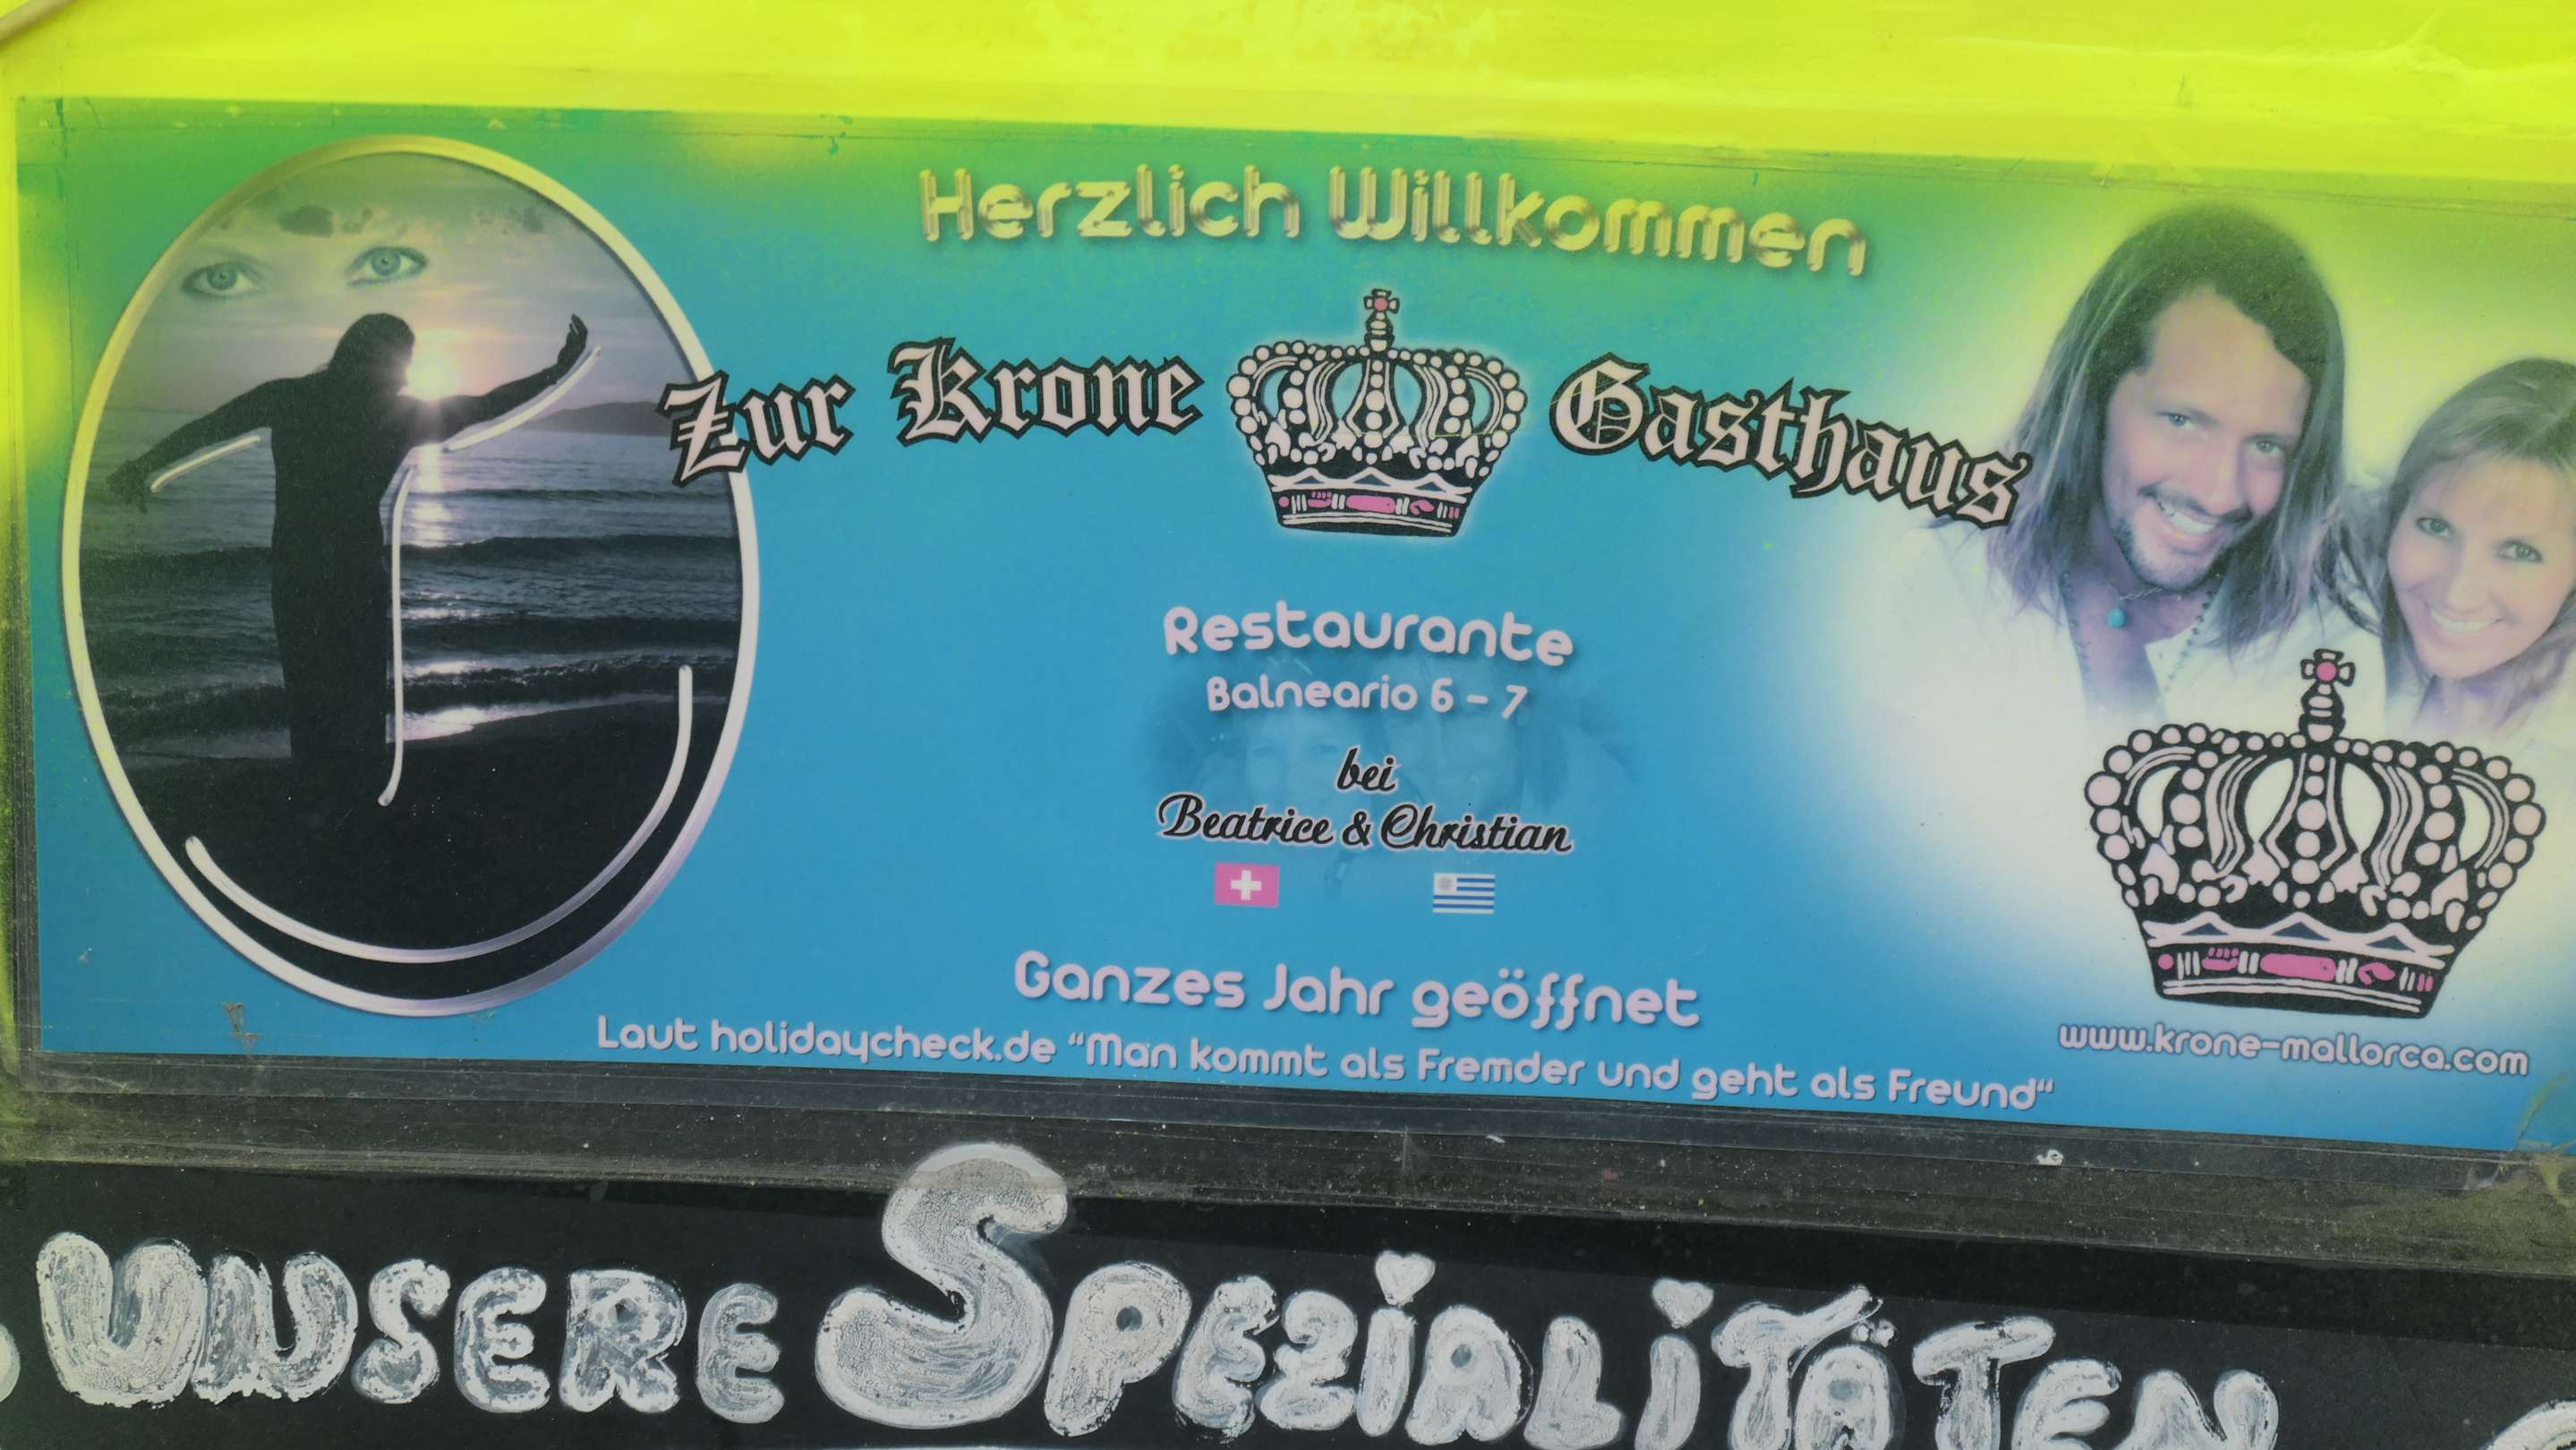 Herzlich Willkommen
Zur Krone Gasthaus
Restaurante
Balneario 6 - 7
bei
Beatrice & Christian
Ganzes Jahr geöffnet
Laut holidaycheck.de “Man kommt als Fremder und geht als Freund“
www.krone-mallorca.com
UNSERE SPEZiALiTÄTEN